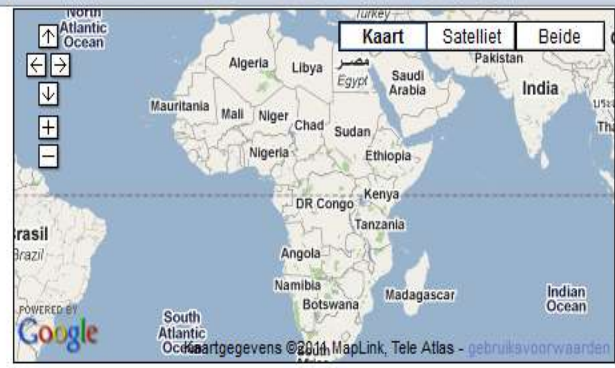 North
Atlantic
Ocean
Turkey
Kaart Satelliet Beide
Algeria
Libya
مصر
Egypt
Saudi
Arabia
Pakistan
India
Mauritania
Mali
Niger
Chad
Sudan
Nigeria
Ethiopia
DR Congo
Kenya
Tanzania
Brasil
Brazil
Angola
Namibia
Botswana
Madagascar
Indian
Ocean
POWERED BY
Google
South
Atlantic
Kaartgegevens ©2011 MapLink, Tele Atlas - gebruiksvoorwaarden
South